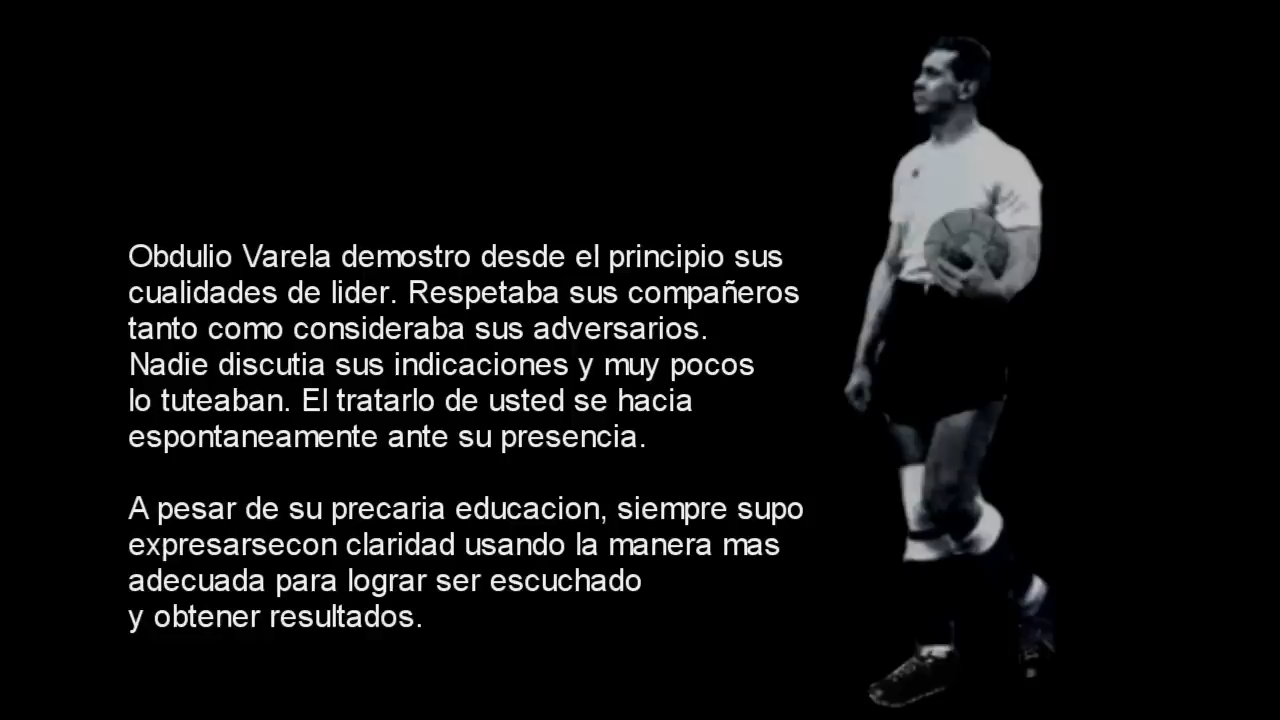 Obdulio Varela demostro desde el principio sus
cualidades de lider. Respetaba sus compañeros
tanto como consideraba sus adversarios.
Nadie discutia sus indicaciones y muy pocos
lo tuteaban. El tratarlo de usted se hacia
espontaneamente ante su presencia.
A pesar de su precaria educacion, siempre supo
expresarsecon claridad usando la manera mas
adecuada para lograr ser escuchado
y obtener resultados.